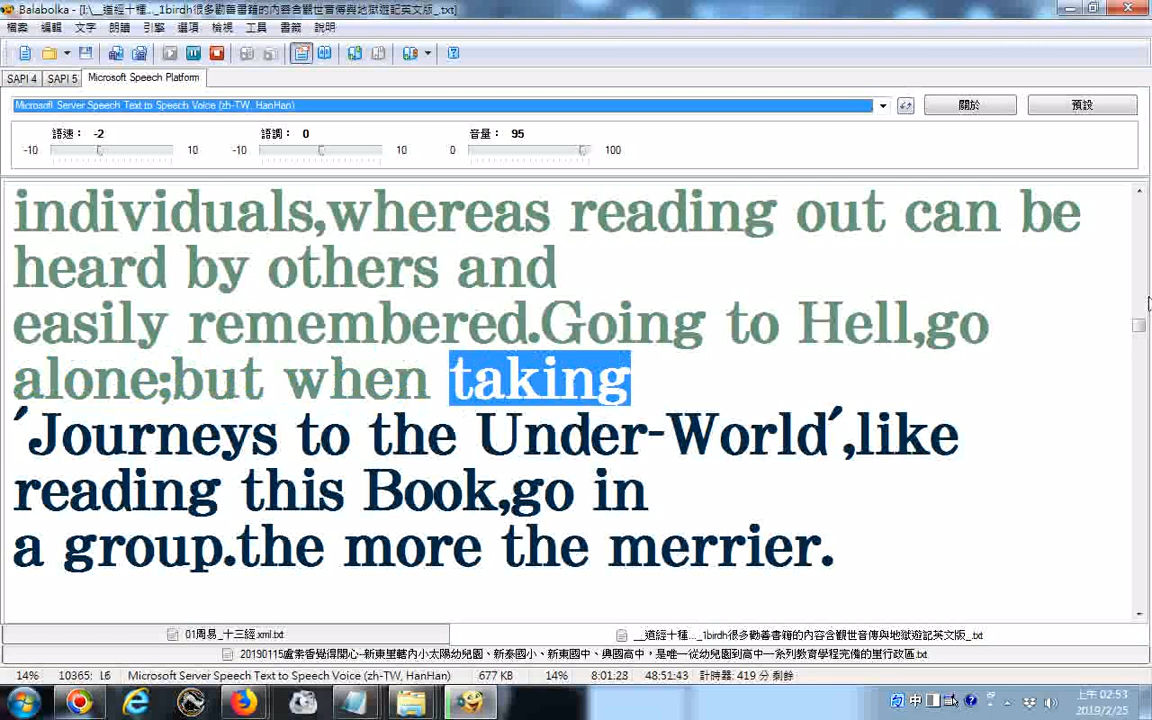 Balabolka - [I:\__道經十種..._1birdh很多勸善書籍的內容含觀世音傳與地獄遊記英文版_.txt]
檔案 編輯 文字 朗讀 引擎 選項 檢視 工具 書籤 說明
SAPI 4 SAPI 5 Microsoft Speech Platform
Microsoft Server Speech Text to Speech Voice (zh-TW, HanHan) 關於 預設
語速： -2 語調： 0 音量： 95
-10 10 -10 10 0 100
individuals,whereas reading out can be
heard by others and
easily remembered.Going to Hell,go
alone;but when taking
'Journeys to the Under-World',like
reading this Book,go in
a group.the more the merrier.
01周易_十三經.xml.txt __道經十種..._1birdh很多勸善書籍的內容含觀世音傳與地獄遊記英文版_.txt
20190115盧素香覺得開心--新東里轄內小太陽幼兒園、新泰國小、新東國中、興國高中，是唯一從幼兒園到高中一系列教育學程完備的里行政區.txt
14% 10365: 16 Microsoft Server Speech Text to Speech Voice (zh-TW, HanHan) 677 KB 14% 8:01:28 48:51:43 計時器: 419 分 剩餘
中 上午 02:53
2019/2/25